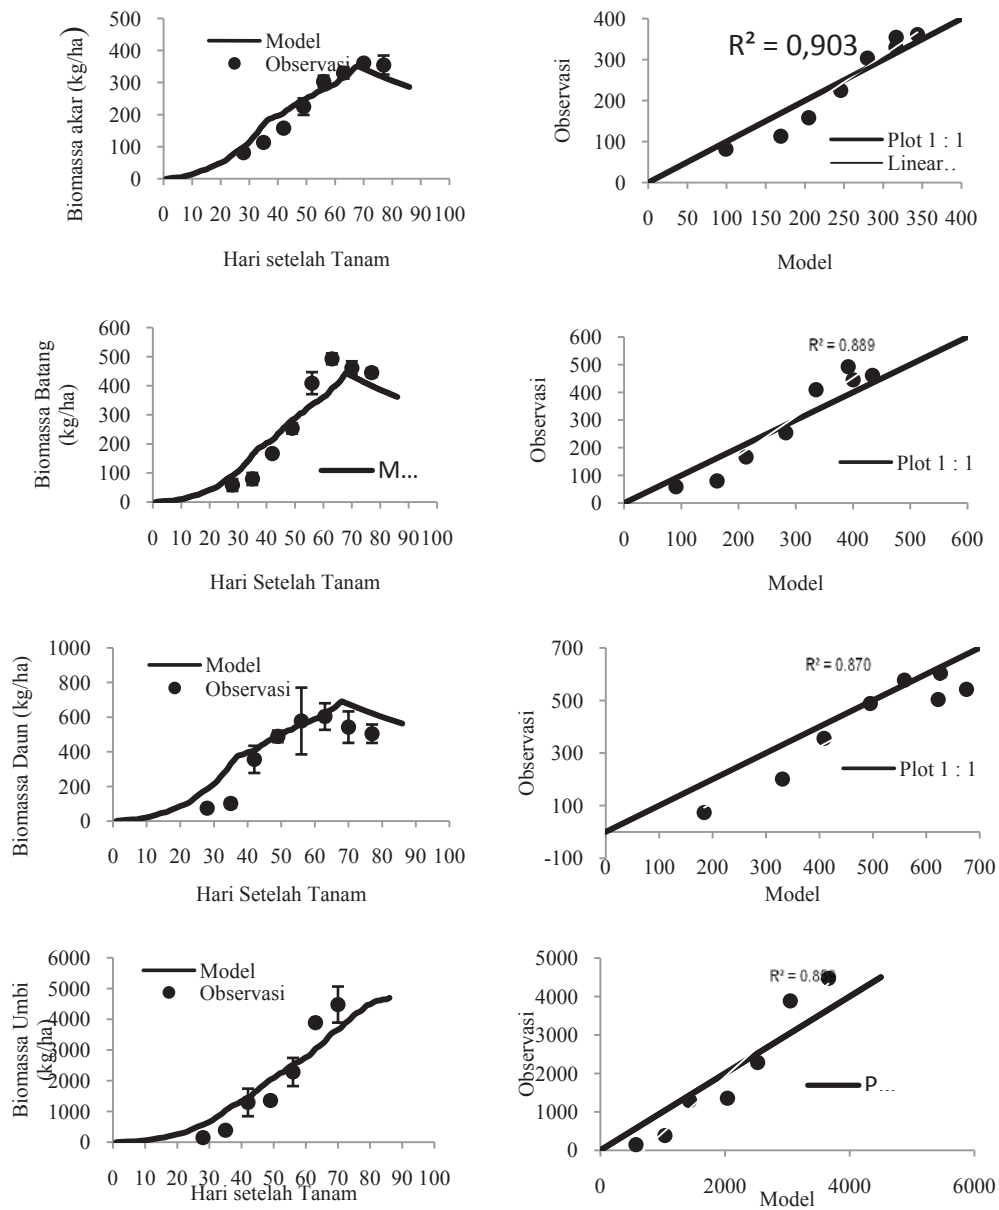 500
400
300
200
100
0
Biomassa akar (kg/ha)
Model
Observasi
0 10 20 30 40 50 60 70 80 90 100
Hari setelah Tanam
400
300
200
100
0
Observasi
R² = 0,903
Plot 1 : 1
Linear..
0 50 100 150 200 250 300 350 400
Model
600
500
400
300
200
100
0
Biomassa Batang
(kg/ha)
M...
0 10 20 30 40 50 60 70 80 90 100
Hari Setelah Tanam
600
500
400
300
200
100
0
Observasi
R² = 0.889
Plot 1 : 1
0 100 200 300 400 500 600
Model
1000
800
600
400
200
0
Biomassa Daun (kg/ha)
Model
Observasi
0 10 20 30 40 50 60 70 80 90 100
Hari Setelah Tanam
700
500
300
100
-100
Observasi
R² = 0.870
Plot 1 : 1
0 100 200 300 400 500 600 700
Model
6000
5000
4000
3000
2000
1000
0
Biomassa Umbi
(kg/ha)
Model
Observasi
0 10 20 30 40 50 60 70 80 90 100
Hari setelah Tanam
5000
4000
3000
2000
1000
0
Observasi
R² =
P...
0 2000 4000 6000
Model